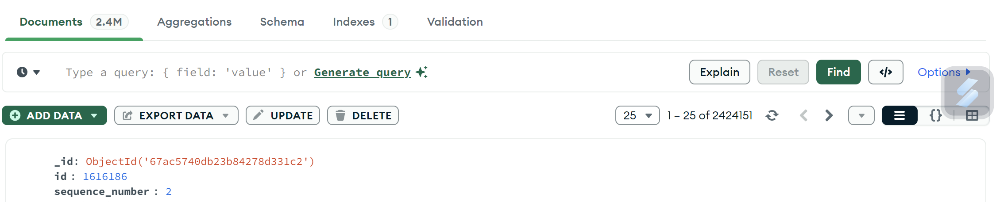 Documents 2.4M Aggregations Schema Indexes 1 Validation
Type a query: { field: 'value' } or Generate query Explain Reset Find </> Options
ADD DATA EXPORT DATA UPDATE DELETE 25 1 – 25 of 2424151 {}
_id: ObjectId('67ac5740db23b84278d331c2')
id : 1616186
sequence_number : 2